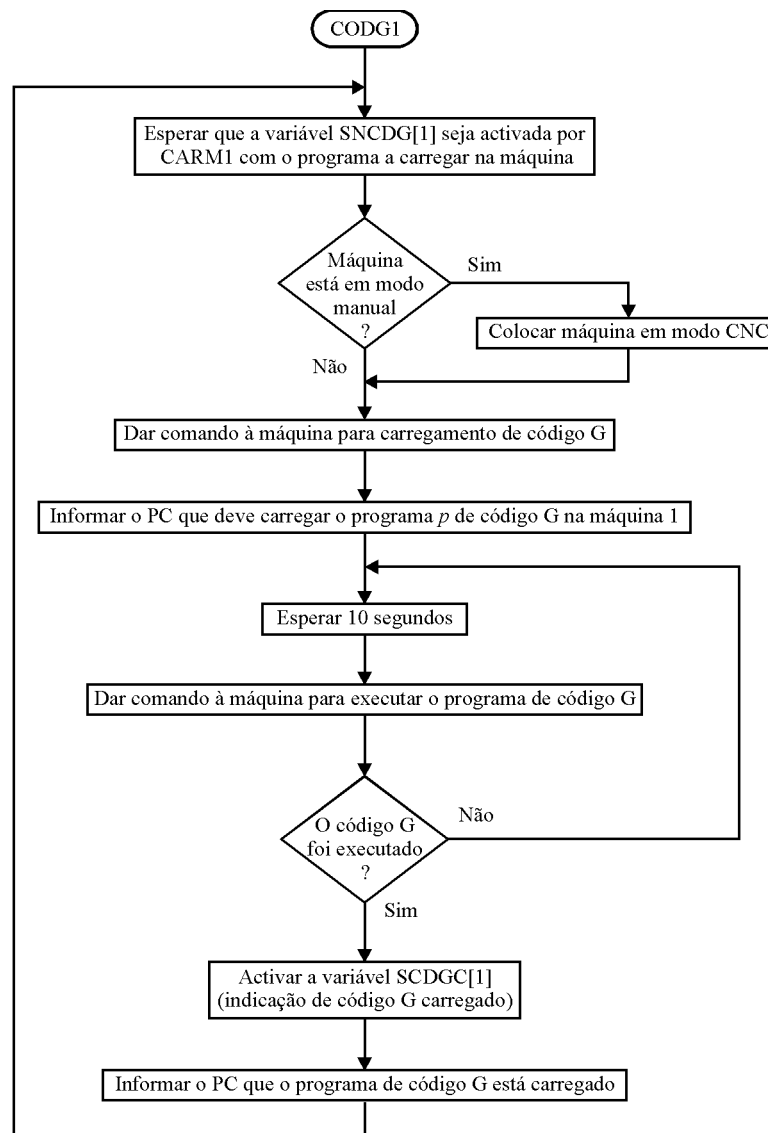 CODG1
Esperar que a variável SNCDG[1] seja activada por
CARM1 com o programa a carregar na máquina
Máquina
está em modo
manual
?
Sim
Colocar máquina em modo CNC
Não
Dar comando à máquina para carregamento de código G
Informar o PC que deve carregar o programa p de código G na máquina 1
Esperar 10 segundos
Dar comando à máquina para executar o programa de código G
O código G
foi executado
?
Não
Sim
Activar a variável SCDGC[1]
(indicação de código G carregado)
Informar o PC que o programa de código G está carregado